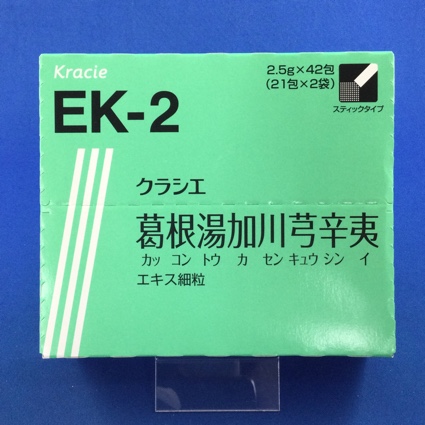 Kracie
2.5g×42包
(21包×2袋)
スティックタイプ
EK-2
クラシエ
葛根湯加川芎辛夷
カッ コン トウ カ セン キュウ シン イ
エキス細粒